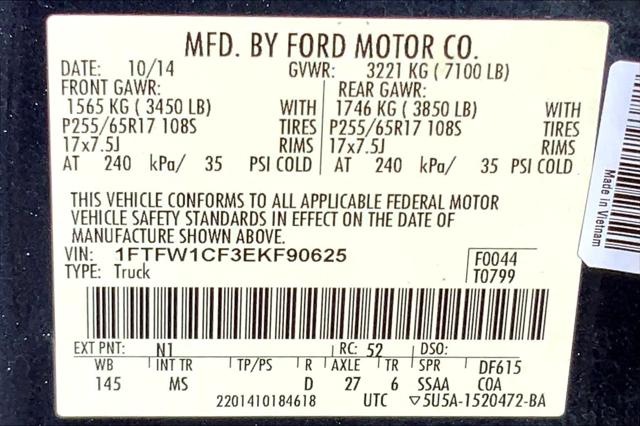 MFD. BY FORD MOTOR CO.
DATE: 10/14 GVWR: 3221 KG ( 7100 LB)
FRONT GAWR: REAR GAWR:
1565 KG ( 3450 LB) WITH 1746 KG ( 3850 LB) WITH
P255/65R17 108S TIRES P255/65R17 108S TIRES
17x7.5J RIMS 17x7.5J RIMS
AT 240 kPa/ 35 PSI COLD AT 240 kPa/ 35 PSI COLD
THIS VEHICLE CONFORMS TO ALL APPLICABLE FEDERAL MOTOR
VEHICLE SAFETY STANDARDS IN EFFECT ON THE DATE OF
MANUFACTURE SHOWN ABOVE.
VIN: 1FTFW1CF3EKF90625 F0044
TYPE: Truck T0799
EXT PNT: N1 RC: 52 DSO:
WB INT TR TP/PS R AXLE TR SPR DF615
145 MS D 27 6 SSAA COA
2201410184618 UTC ▽5U5A-1520472-BA
Made in Vietnam